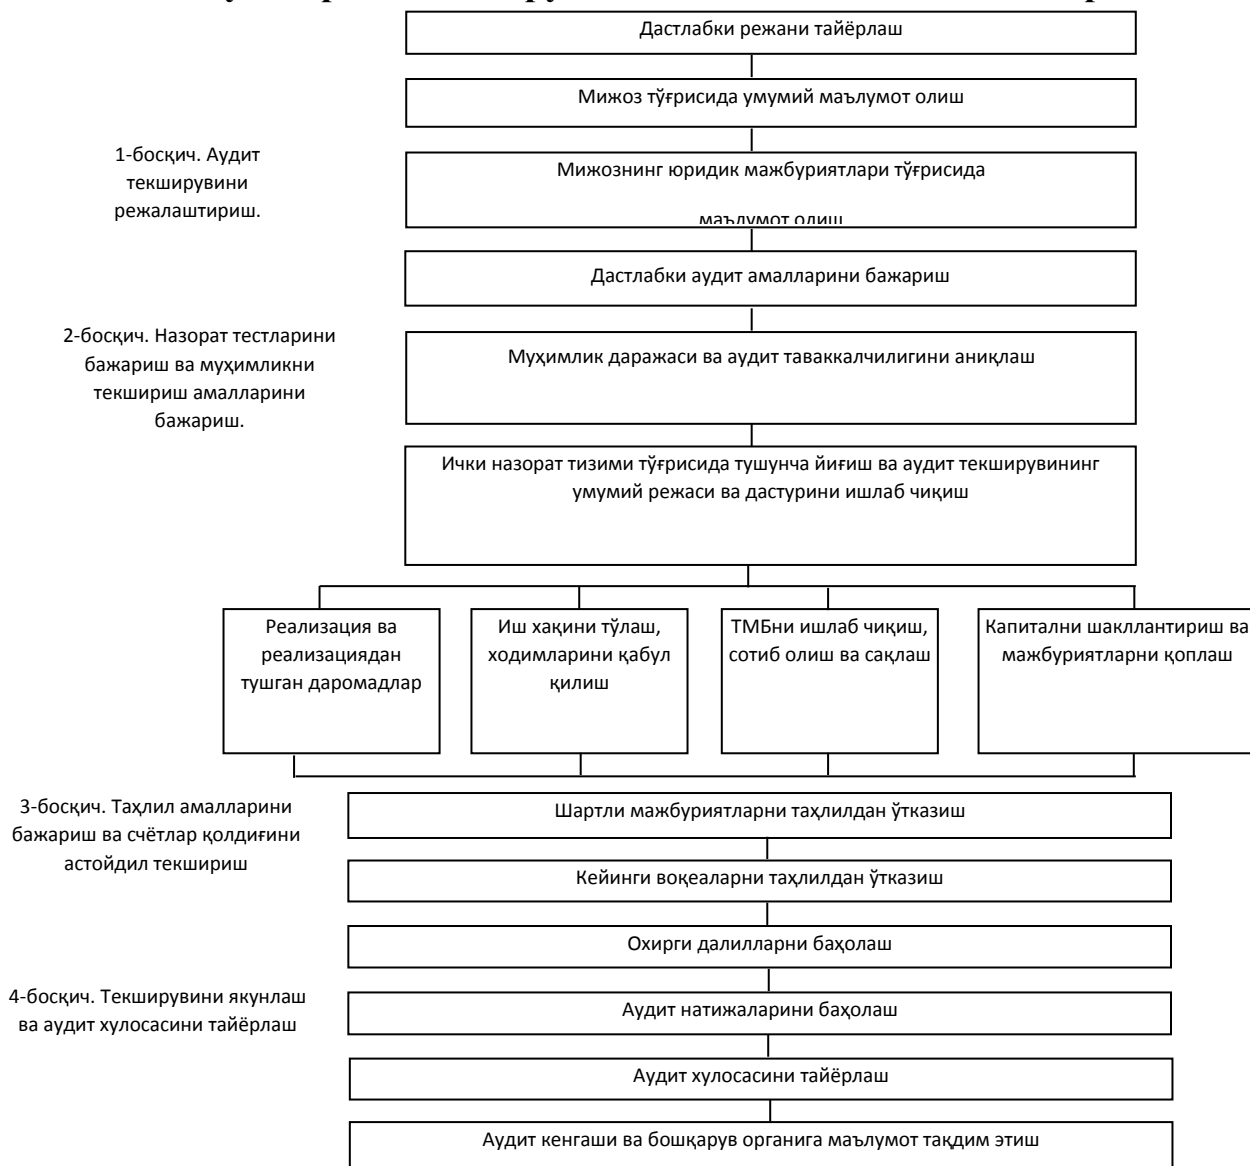 Дастлабки режани тайёрлаш
Мижоз тўғрисида умумий маълумот олиш
1-босқич. Аудит
текширувини
режалаштириш.
Мижознинг юридик мажбуриятлари тўғрисида
маълумот олиш
Дастлабки аудит амалларини бажариш
2-босқич. Назорат тестларини
бажариш ва муҳимликни
текшириш амалларини
бажариш.
Муҳимлик даражаси ва аудит таваккалчилигини аниқлаш
Ички назорат тизими тўғрисида тушунча йиғиш ва аудит текширувининг
умумий режаси ва дастурини ишлаб чиқиш
Реализация ва
реализациядан
тушган даромадлар
Иш хақини тўлаш,
ходимларини қабул
қилиш
ТМБни ишлаб чиқиш,
сотиб олиш ва сақлаш
Капитални шакллантириш ва
мажбуриятларни қоплаш
3-босқич. Таҳлил амалларини
бажариш ва счётлар қолдиғини
астойдил текшириш
Шартли мажбуриятларни таҳлилдан ўтказиш
Кейинги воқеаларни таҳлилдан ўтказиш
Охирги далилларни баҳолаш
4-босқич. Текширувини якунлаш
ва аудит хулосасини тайёрлаш
Аудит натижаларини баҳолаш
Аудит хулосасини тайёрлаш
Аудит кенгаши ва бошқарув органига маълумот тақдим этиш